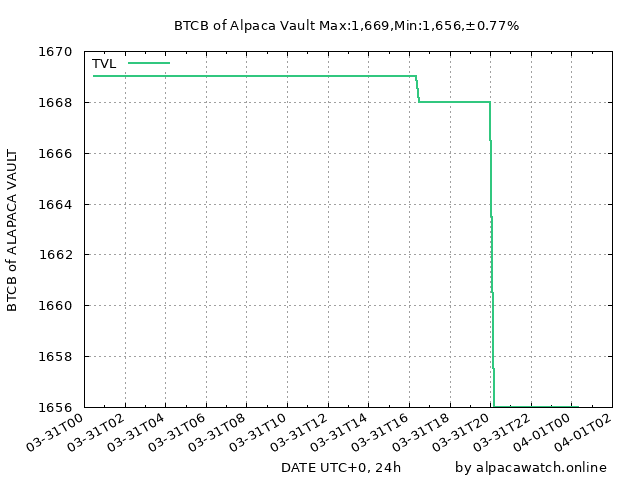 BTCB of Alpaca Vault Max:1,669,Min:1,656,±0.77%
TVL
BTCB of ALAPACA VAULT
1670
1668
1666
1664
1662
1660
1658
1656
03-31T00
03-31T02
03-31T04
03-31T06
03-31T08
03-31T10
03-31T12
03-31T14
03-31T16
03-31T18
03-31T20
03-31T22
04-01T00
04-01T02
DATE UTC+0, 24h
by alpacawatch.online